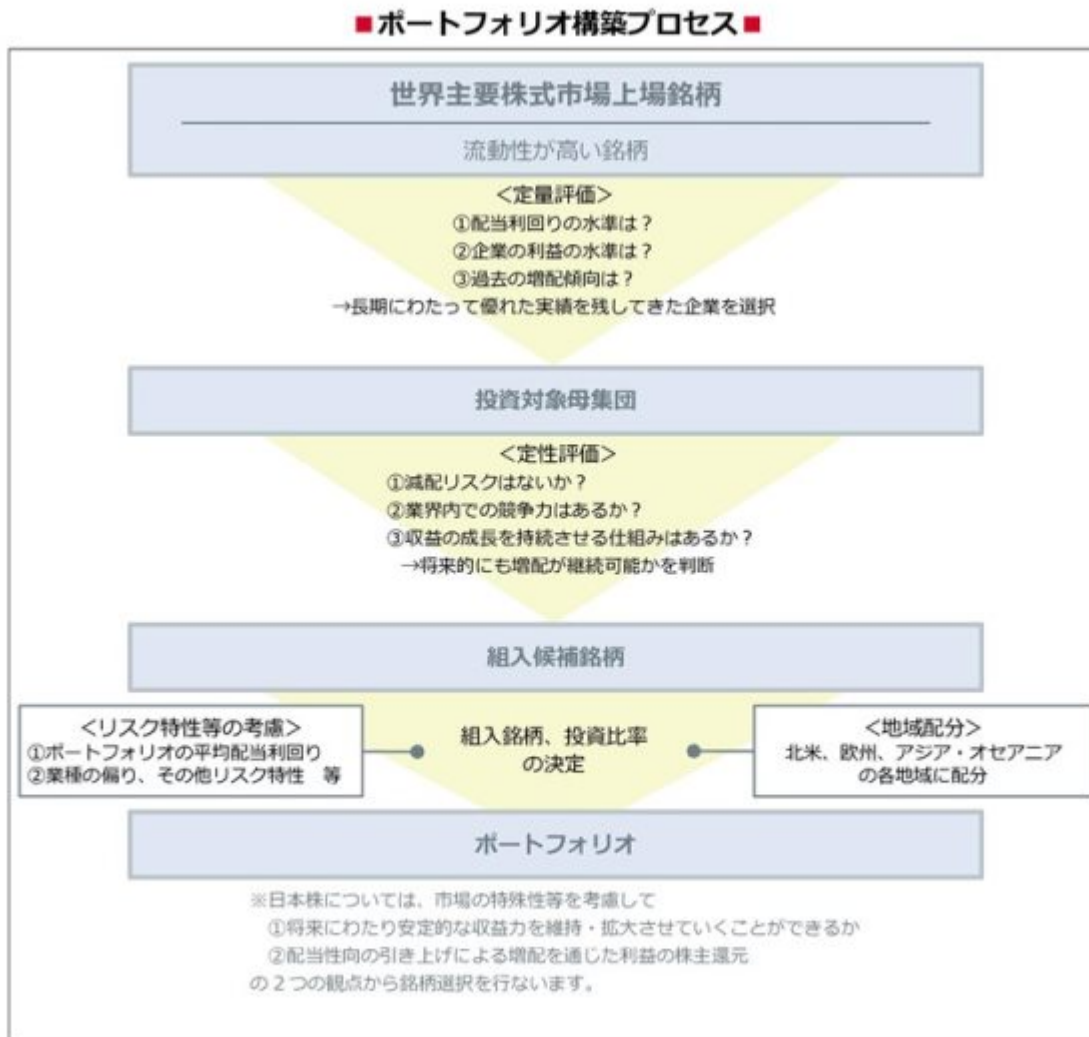 ■ポートフォリオ構築プロセス■
世界主要株式市場上場銘柄
流動性が高い銘柄
＜定量評価＞
①配当利回りの水準は？
②企業の利益の水準は？
③過去の増配傾向は？
→長期にわたって優れた実績を残してきた企業を選択
投資対象母集団
＜定性評価＞
①減配リスクはないか？
②業界内での競争力はあるか？
③収益の成長を持続させる仕組みはあるか？
→将来的にも増配が継続可能かを判断
組入候補銘柄
＜リスク特性等の考慮＞
①ポートフォリオの平均配当利回り
②業種の偏り、その他リスク特性　等
組入銘柄、投資比率
の決定
＜地域配分＞
北米、欧州、アジア・オセアニア
の各地域に配分
ポートフォリオ
※日本株については、市場の特殊性等を考慮して
①将来にわたり安定的な収益力を維持・拡大させていくことができるか
②配当性向の引き上げによる増配を通じた利益の株主還元
の２つの観点から銘柄選択を行ないます。